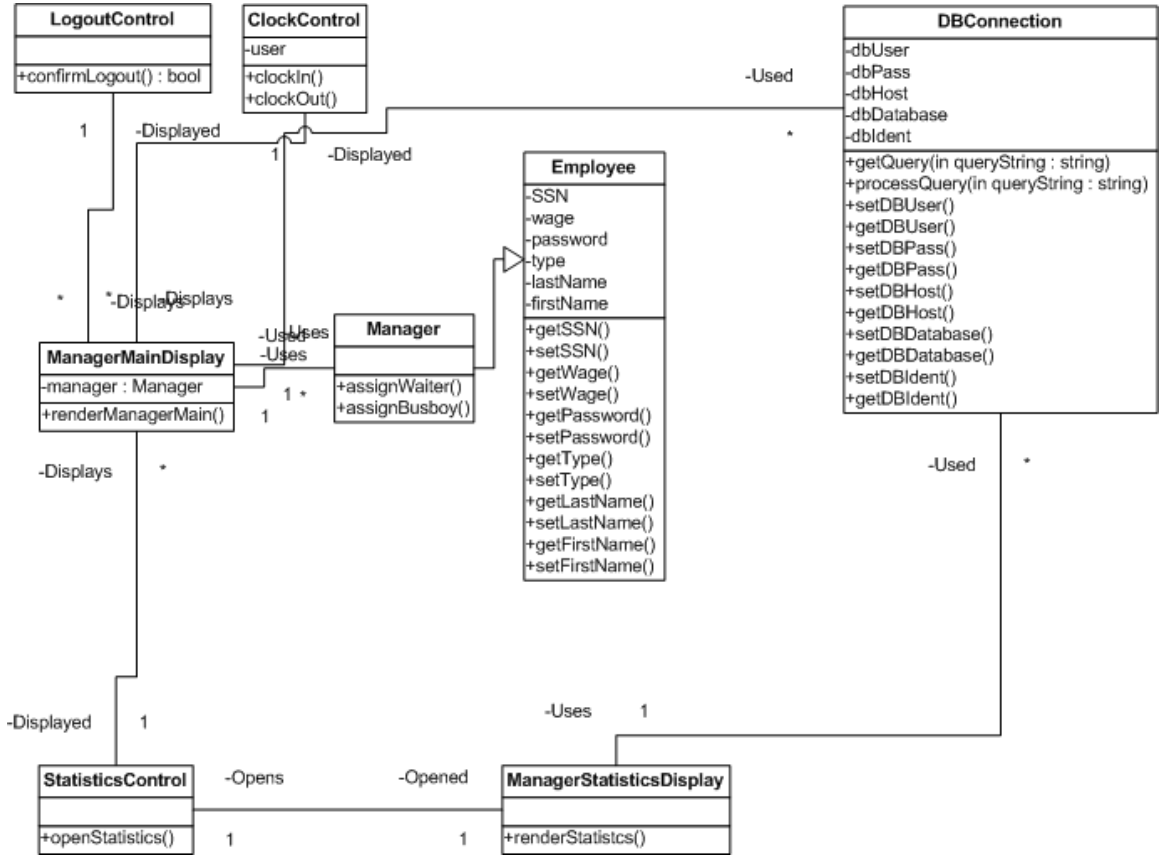 LogoutControl
+confirmLogout() : bool
ClockControl
-user
+clockIn()
+clockOut()
DBConnection
-dbUser
-dbPass
-dbHost
-dbDatabase
-dbIdent
+getQuery(in queryString : string)
+processQuery(in queryString : string)
+setDBUser()
+getDBUser()
+setDBPass()
+getDBPass()
+setDBHost()
+getDBHost()
+setDBDatabase()
+getDBDatabase()
+setDBIdent()
+getDBIdent()
-Used
*
1
-Displayed
1
-Displayed
Employee
-SSN
-wage
-password
-type
-lastName
-firstName
+getSSN()
+setSSN()
+getWage()
+setWage()
+getPassword()
+setPassword()
+getType()
+setType()
+getLastName()
+setLastName()
+getFirstName()
+setFirstName()
*
*
-Displays
-Displays
-Used
-Uses
-Uses
Manager
+assignWaiter()
+assignBusboy()
ManagerMainDisplay
-manager : Manager
+renderManagerMain()
1
*
1
-Displays
*
-Used
*
-Displayed
1
-Uses
1
StatisticsControl
+openStatistics()
-Opens
-Opened
1
1
ManagerStatisticsDisplay
+renderStatistcs()